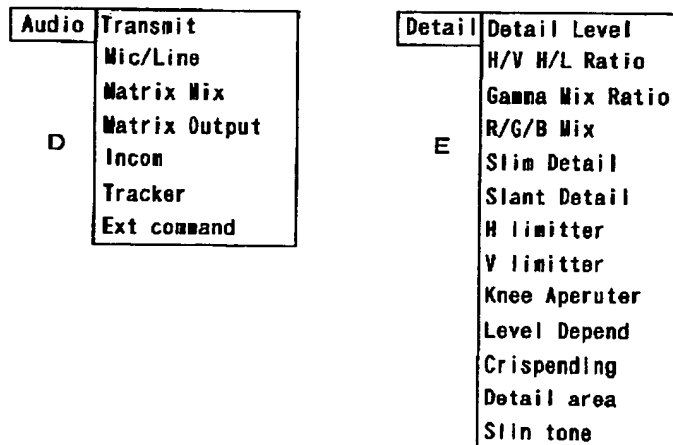 Audio Transmit
Mic/Line
Matrix Mix
Matrix Output
Incom
Tracker
Ext command
D
Detail Detail Level
H/V H/L Ratio
Gamma Mix Ratio
R/G/B Mix
Slim Detail
Slant Detail
H limitter
V limitter
Knee Aperuter
Level Depend
Crispending
Detail area
Slin tone
E